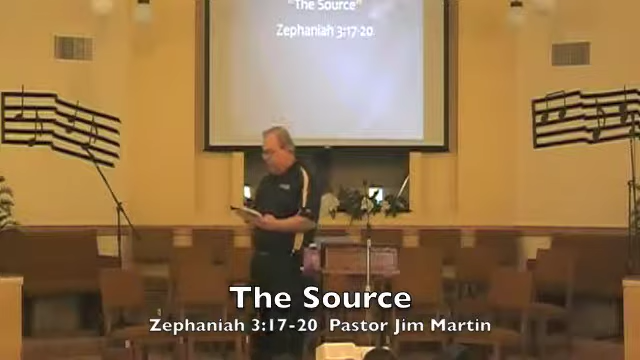 "The Source"
Zephaniah 3:17-20
The Source
Zephaniah 3:17-20 Pastor Jim Martin